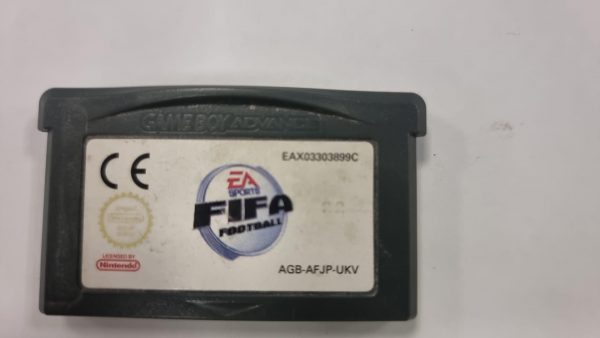 GAME BOY ADVANCE
EAX03303899C
CE
EA
SPORTS
FIFA
FOOTBALL
LICENSED BY
Nintendo
AGB-AFJP-UKV